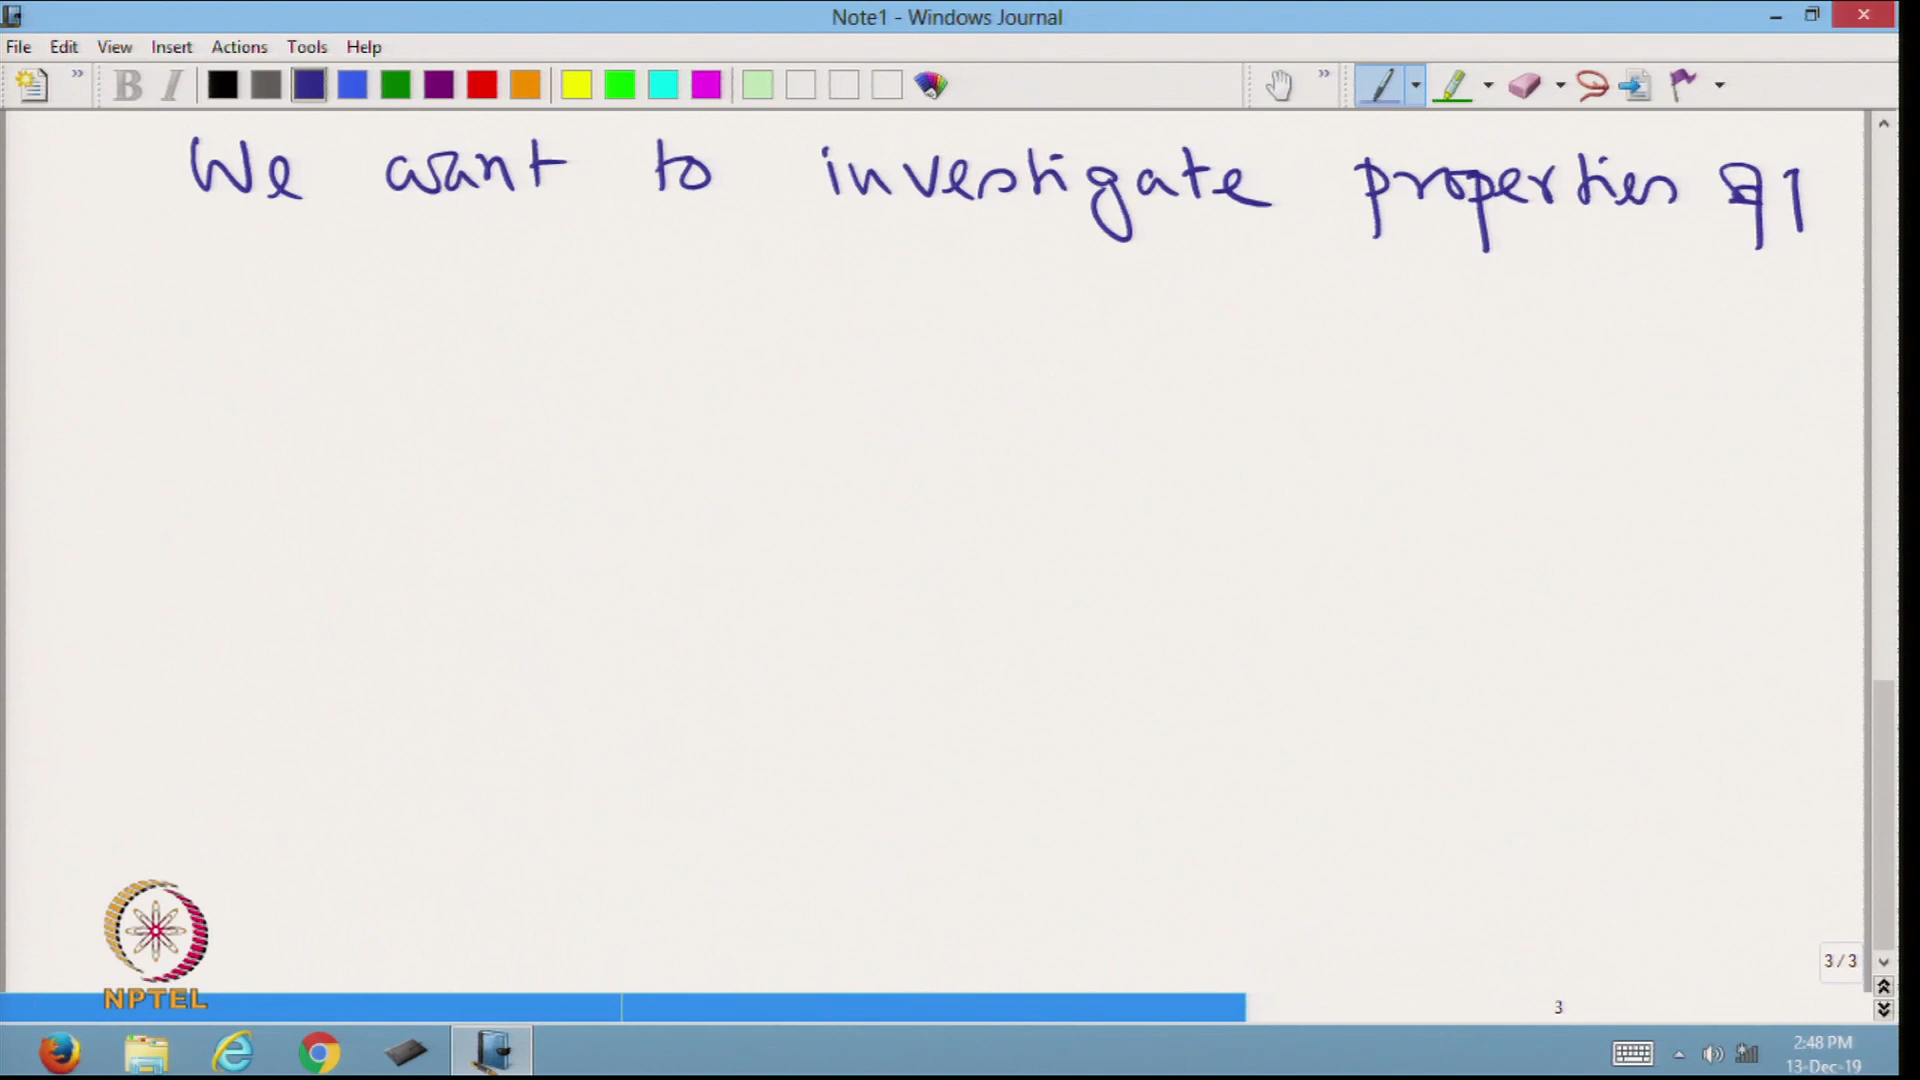 Note1 - Windows Journal
File Edit View Insert Actions Tools Help
B I
We want to investigate properties
3 / 3
NPTEL
3
2:48 PM
13-Dec-19